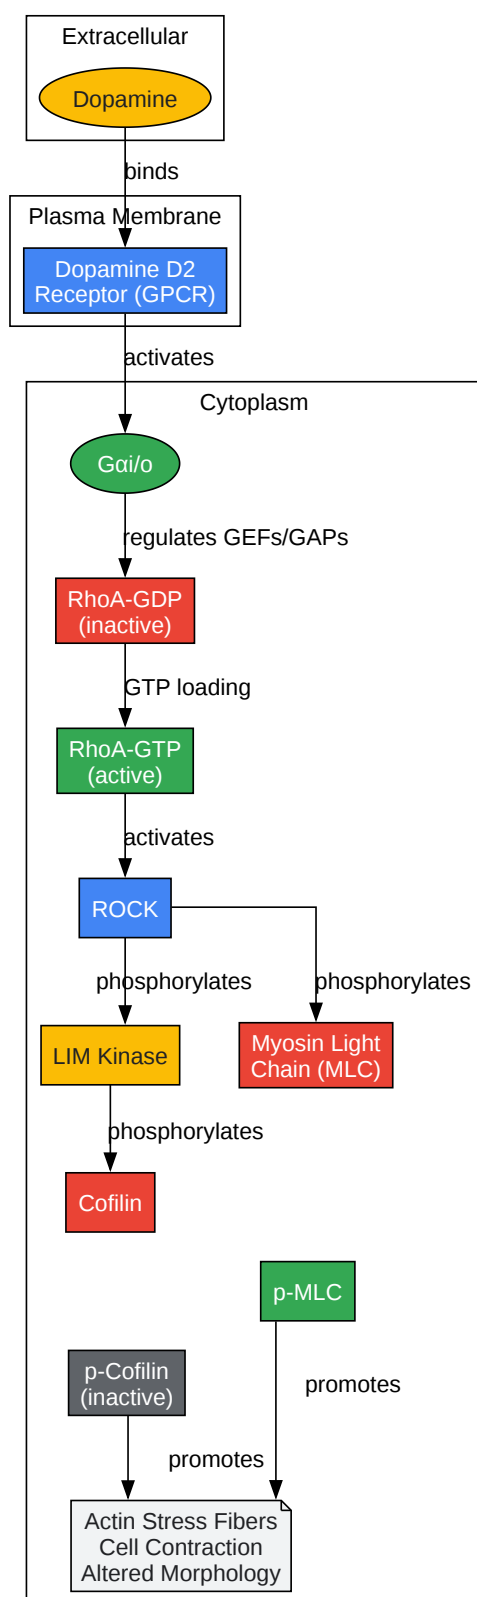 Extracellular
Dopamine
binds
Plasma Membrane
Dopamine D2
Receptor (GPCR)
activates
Cytoplasm
Gαi/o
regulates GEFs/GAPs
RhoA-GDP
(inactive)
GTP loading
RhoA-GTP
(active)
activates
ROCK
phosphorylates
phosphorylates
LIM Kinase
Myosin Light
Chain (MLC)
phosphorylates
Cofilin
p-MLC
p-Cofilin
(inactive)
promotes
promotes
Actin Stress Fibers
Cell Contraction
Altered Morphology